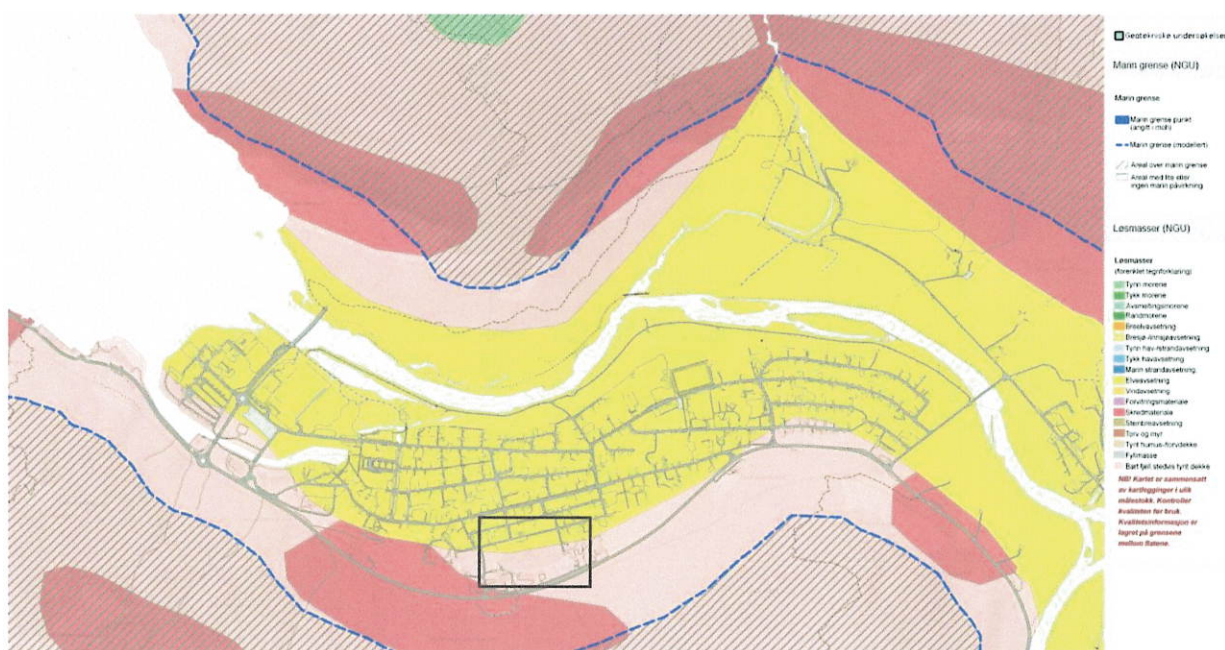 Geotekniske undersøkelser
Marin grense (NGU)
Marin grense
Marin grense punkt
(angitt i moh)
Marin grense (modellert)
Areal over marin grense
Areal med lite eller
ingen marin påvirkning
Løsmasser (NGU)
Løsmasser
(forenklet tegnforklaring)
Tynn morene
Tykk morene
Avsmeltingsmorene
Randmorene
Breelvavsetning
Bresjø-/innsjøavsetning
Tynn hav-/strandavsetning
Tykk havavsetning
Marin strandavsetning
Elveavsetning
Vindavsetning
Forvitringsmateriale
Skredmateriale
Steinbreavsetning
Torv og myr
Tynt humus-/torvdekke
Fyllmasse
Bart fjell stedvis tynt dekke
NB! Kartet er sammensatt
av kartlegginger i ulik
målestokk. Kontroller
kvaliteten før bruk.
Kvalitetsinformasjon er
lagret på grensene
mellom flatene.